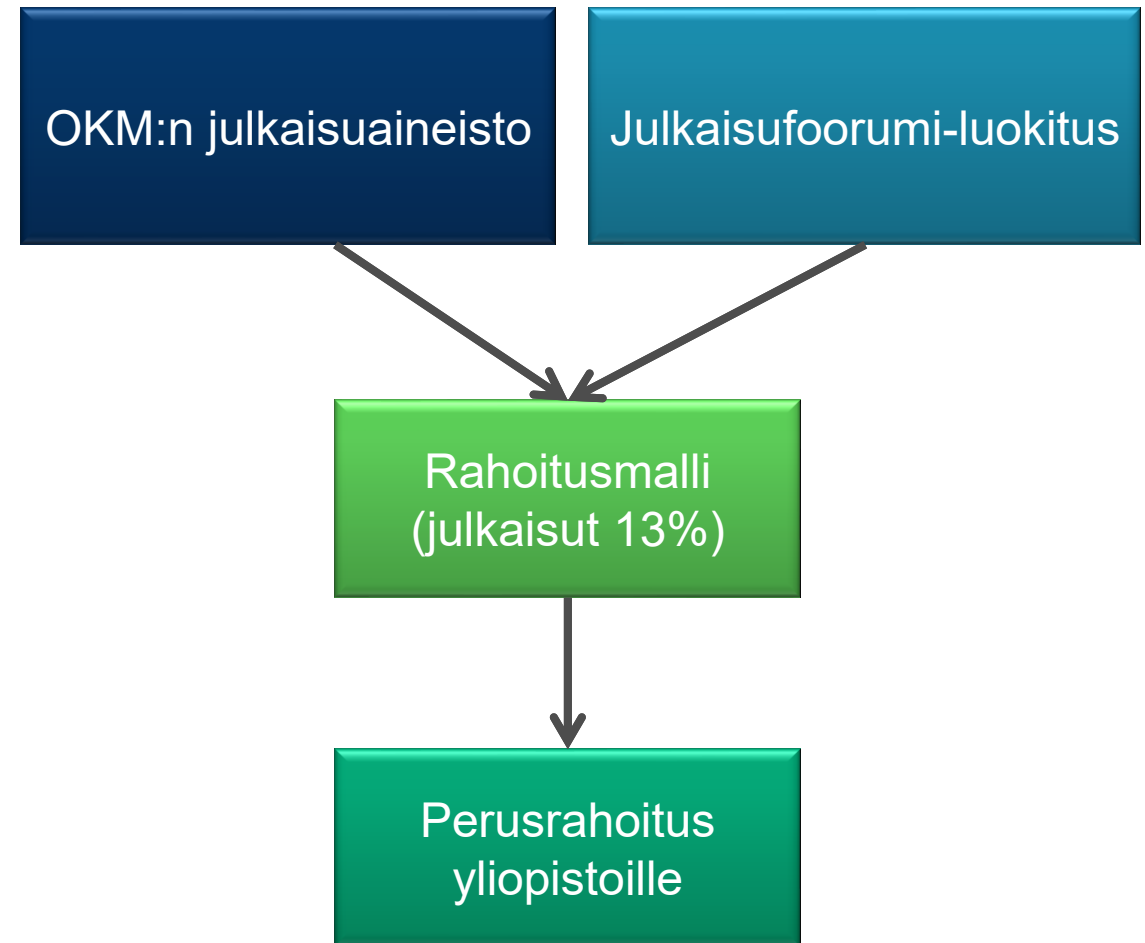 OKM:n julkaisuaineisto
Julkaisufoorumi-luokitus
Rahoitusmalli
(julkaisut 13%)
Perusrahoitus
yliopistoille